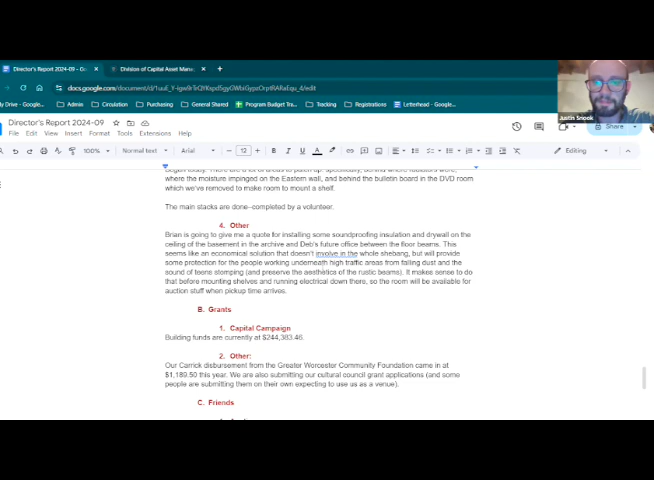 Director's Report 2024-09
Division of Capital Asset Mana
docs.google.com/document/d/
/edit
y Drive - Google...
Admin
Circulation
Purchasing
General Shared
Program Budget Tru...
Tracking
Registrations
Letterhead - Google...
Justin Snook
Director's Report 2024-09
File Edit View Insert Format Tools Extensions Help
Share
100% Normal text Arial 12 Editing
where the moisture impinged on the Eastern wall, and behind the bulletin board in the DVD room
which we've removed to make room to mount a shelf.
The main stacks are done--completed by a volunteer.
4. Other
Brian is going to give me a quote for installing some soundproofing insulation and drywall on the
ceiling of the basement in the archive and Deb's future office between the floor beams. This
seems like an economical solution that doesn't involve in the whole shebang, but will provide
some protection for the people working underneath high traffic areas from falling dust and the
sound of teens stomping (and preserve the aesthetics of the rustic beams). It makes sense to do
that before mounting shelves and running electrical down there, so the room will be available for
auction stuff when pickup time arrives.
B. Grants
1. Capital Campaign
Building funds are currently at $244,383.46.
2. Other:
Our Carrick disbursement from the Greater Worcester Community Foundation came in at
$1,189.50 this year. We are also submitting our cultural council grant applications (and some
people are submitting them on their own expecting to use us as a venue).
C. Friends